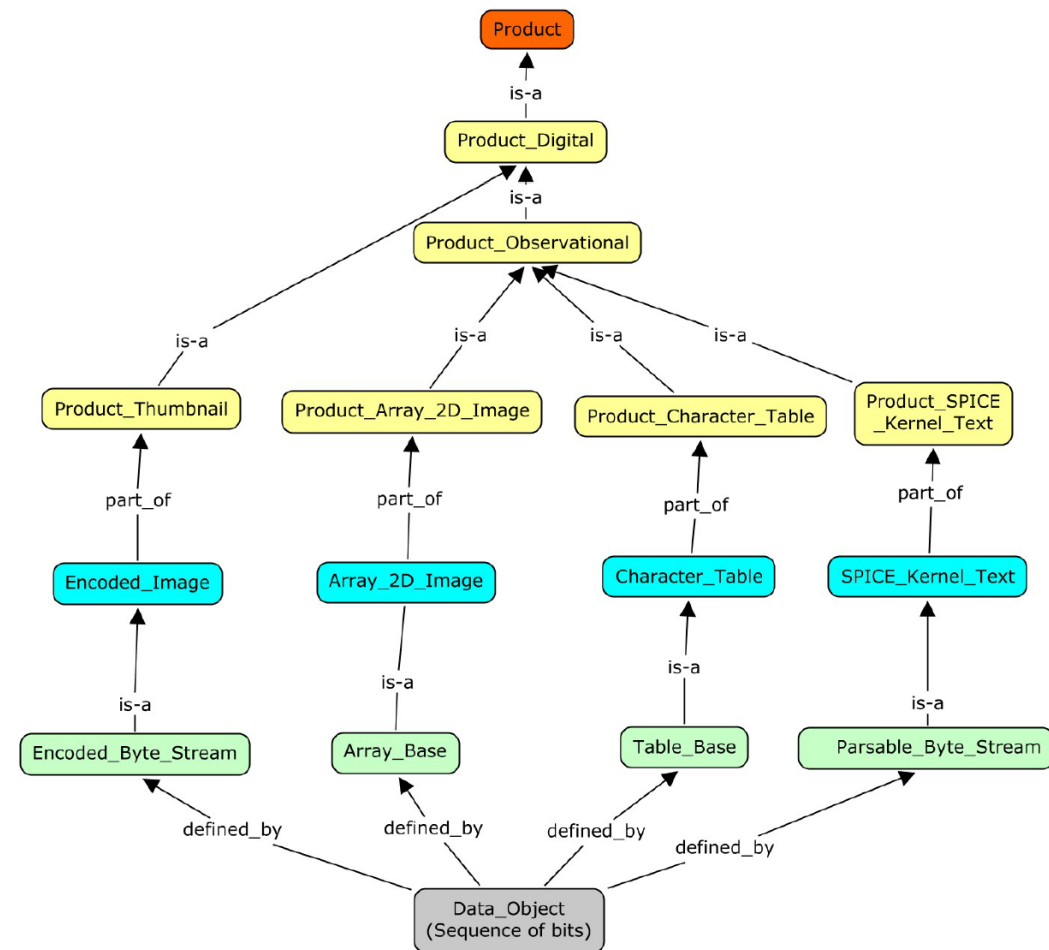 Product
is-a
Product_Digital
is-a
Product_Observational
is-a
is-a
is-a
is-a
Product_Thumbnail
Product_Array_2D_Image
Product_Character_Table
Product_SPICE
_Kernel_Text
part_of
part_of
part_of
part_of
Encoded_Image
Array_2D_Image
Character_Table
SPICE_Kernel_Text
is-a
is-a
is-a
is-a
Encoded_Byte_Stream
Array_Base
Table_Base
Parsable_Byte_Stream
defined_by
defined_by
defined_by
defined_by
Data_Object
(Sequence of bits)